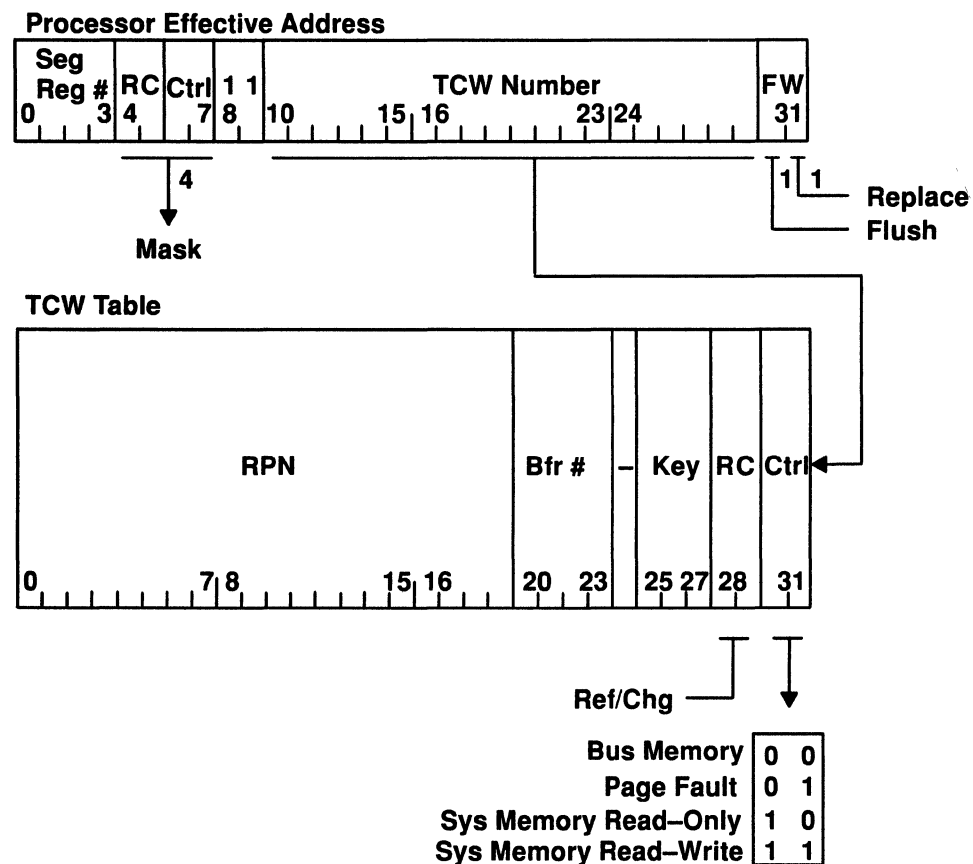 Processor Effective Address
Seg Reg # RC Ctrl 1 1 TCW Number FW
0 3 4 7 8 10 15 16 23 24 31
4 1 1
Replace
Flush
Mask
TCW Table
RPN Bfr # – Key RC Ctrl
0 7 8 15 16 20 23 25 27 28 31
Ref/Chg
Bus Memory 0 0
Page Fault 0 1
Sys Memory Read–Only 1 0
Sys Memory Read–Write 1 1